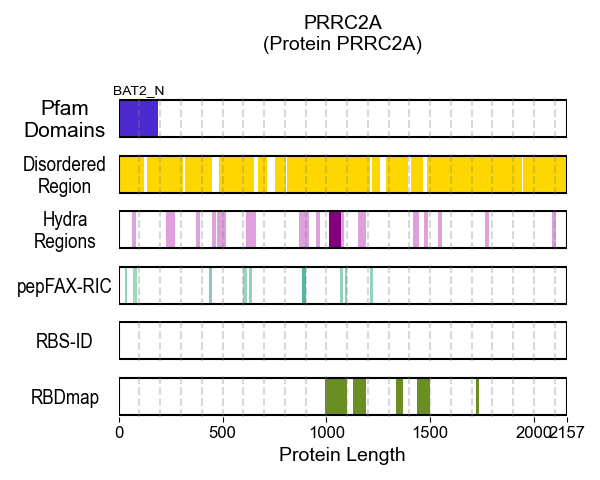 PRRC2A
(Protein PRRC2A)
BAT2_N
Pfam
Domains
Disordered
Region
Hydra
Regions
pepFAX-RIC
RBS-ID
RBDmap
0 500 1000 1500 2000 2157
Protein Length